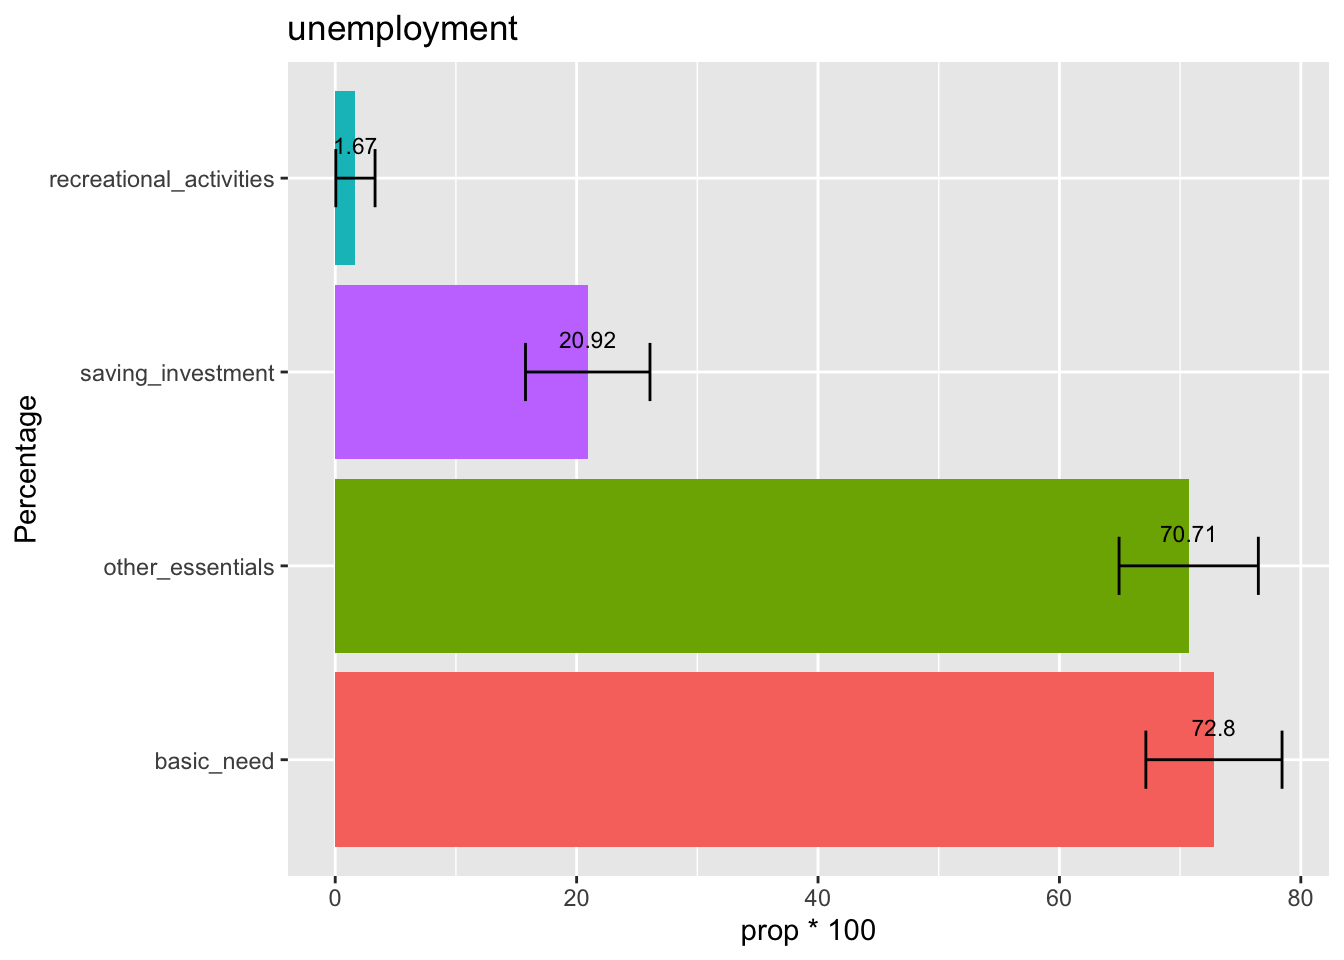 unemployment
1.67
recreational_activities
20.92
saving_investment
Percentage
70.71
other_essentials
72.8
basic_need
0 20 40 60 80
prop * 100